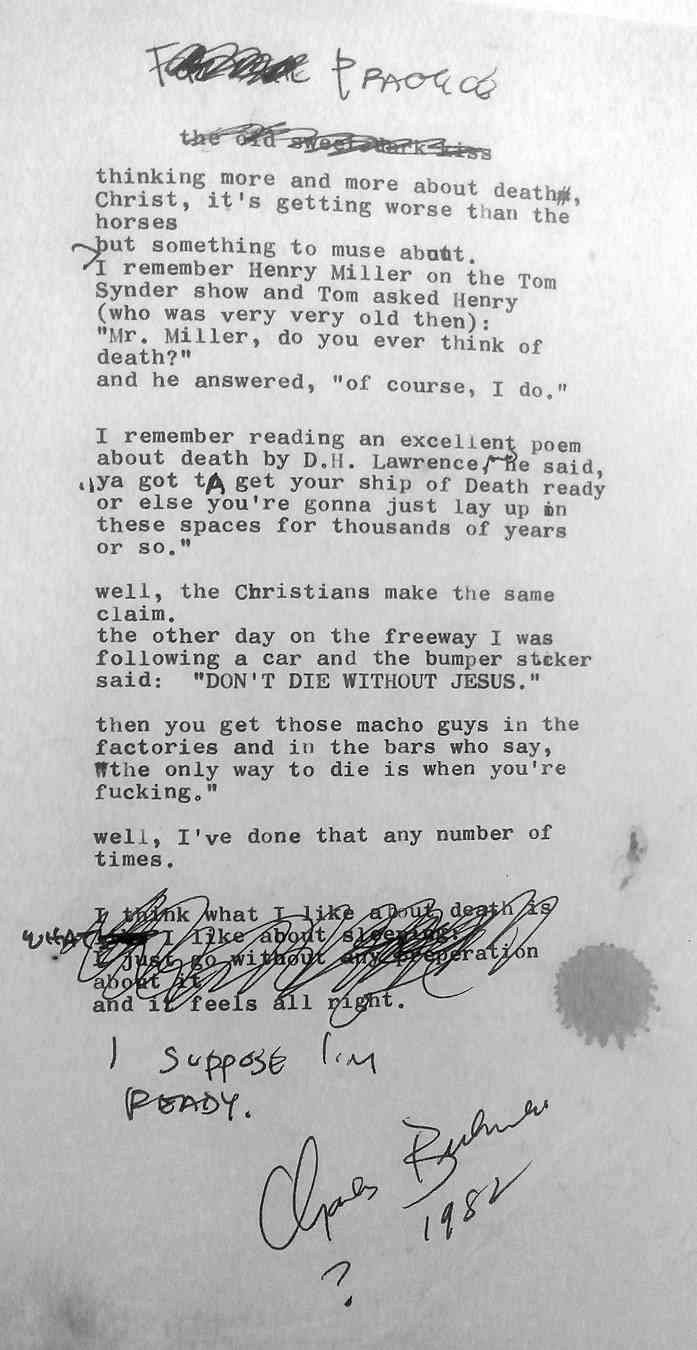 PRACTICE
the old sweet dark kiss
thinking more and more about death,
Christ, it's getting worse than the
horses
but something to muse about.
I remember Henry Miller on the Tom
Synder show and Tom asked Henry
(who was very very old then):
"Mr. Miller, do you ever think of
death?"
and he answered, "of course, I do."
I remember reading an excellent poem
about death by D.H. Lawrence, he said,
"ya got tA get your ship of Death ready
or else you're gonna just lay up in
these spaces for thousands of years
or so."
well, the Christians make the same
claim.
the other day on the freeway I was
following a car and the bumper stcker
said: "DON'T DIE WITHOUT JESUS."
then you get those macho guys in the
factories and in the bars who say,
"the only way to die is when you're
fucking."
well, I've done that any number of
times.
I think what I like about death is
WHAT I like about sleeping:
I just go without any preperation
about it
and it feels all right.
I SUPPOSE I'M
READY.
Charles Bukowski
1982
?